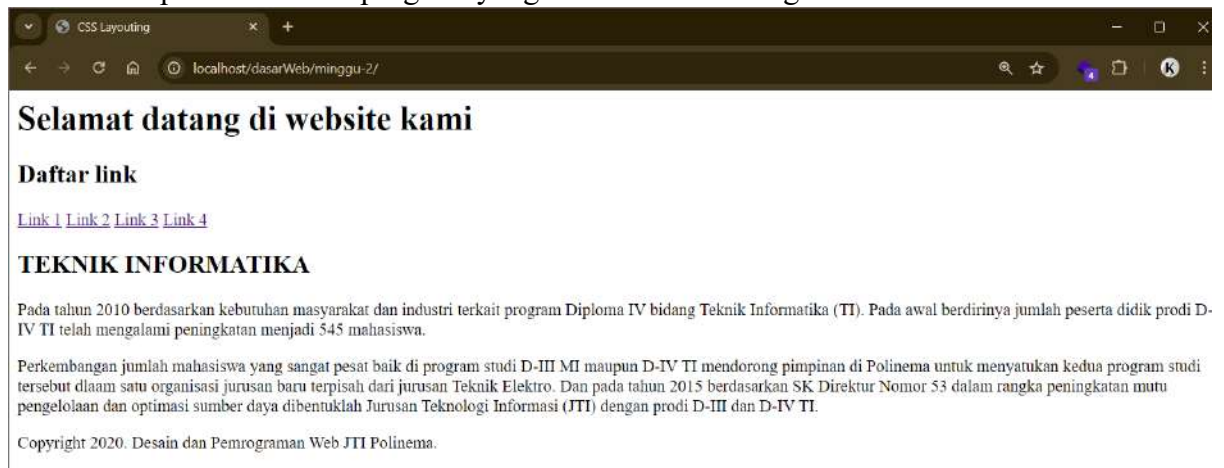 CSS Layouting
localhost/dasarWeb/minggu-2/
4
K
Selamat datang di website kami
Daftar link
Link 1 Link 2 Link 3 Link 4
TEKNIK INFORMATIKA
Pada tahun 2010 berdasarkan kebutuhan masyarakat dan industri terkait program Diploma IV bidang Teknik Informatika (TI). Pada awal berdirinya jumlah peserta didik prodi D-
IV TI telah mengalami peningkatan menjadi 545 mahasiswa.
Perkembangan jumlah mahasiswa yang sangat pesat baik di program studi D-III MI maupun D-IV TI mendorong pimpinan di Polinema untuk menyatukan kedua program studi
tersebut dlaam satu organisasi jurusan baru terpisah dari jurusan Teknik Elektro. Dan pada tahun 2015 berdasarkan SK Direktur Nomor 53 dalam rangka peningkatan mutu
pengelolaan dan optimasi sumber daya dibentuklah Jurusan Teknologi Informasi (JTI) dengan prodi D-III dan D-IV TI.
Copyright 2020. Desain dan Pemrograman Web JTI Polinema.